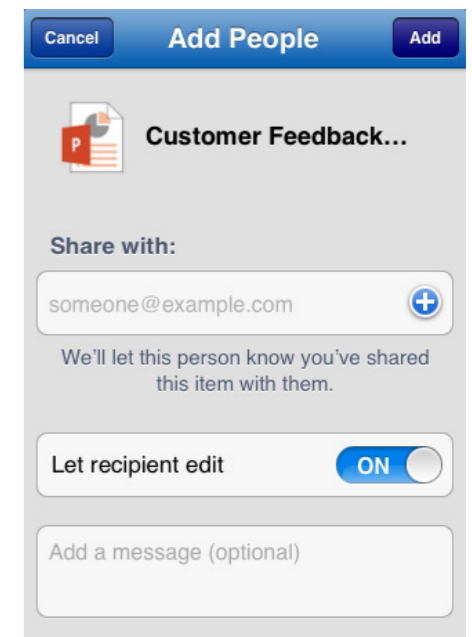 Cancel
Add People
Add
P
Customer Feedback...
Share with:
someone@example.com
We'll let this person know you've shared
this item with them.
Let recipient edit
ON
Add a message (optional)